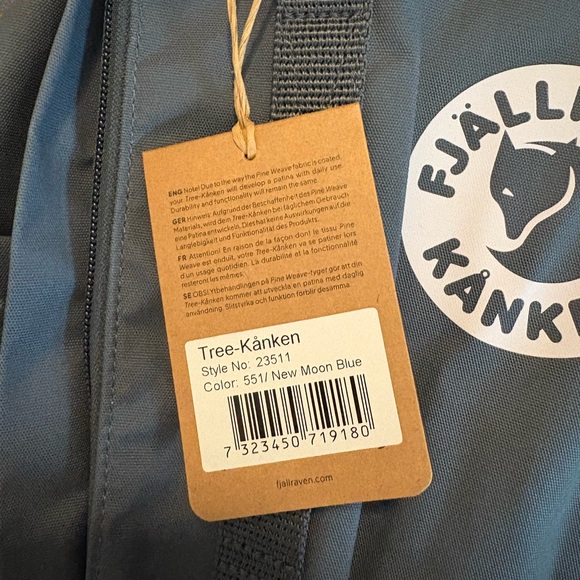 ENG Note! Due to the way the Pine Weave fabric is coated,
your Tree-Kånken will develop a patina with daily use.
Durability and functionality will remain the same.
GER Hinweis: Aufgrund der Beschaffenheit des Pine Weave
Materials, wird dem Tree-Kånken bei täglichem Gebrauch
eine Patina entwickeln. Dies hat keine Auswirkungen auf die
Langlebigkeit und Funktionalität des Produkts.
FR Attention! En raison de la façon dont le tissu Pine
Weave est enduit, votre Tree-Kånken va se patiner lors
d'un usage quotidien. La durabilité et la fonctionnalité
resteront les mêmes.
SE OBS! Ytbehandlingen på Pine Weave-tyget gör att din
Tree-Kånken kommer att utveckla en patina med daglig
användning. Slitstyrka och funktion förblir desamma.
Tree-Kånken
Style No: 23511
Color: 551/ New Moon Blue
7 323450 719180
fjallraven.com
FJÄLLR
KÅNKE